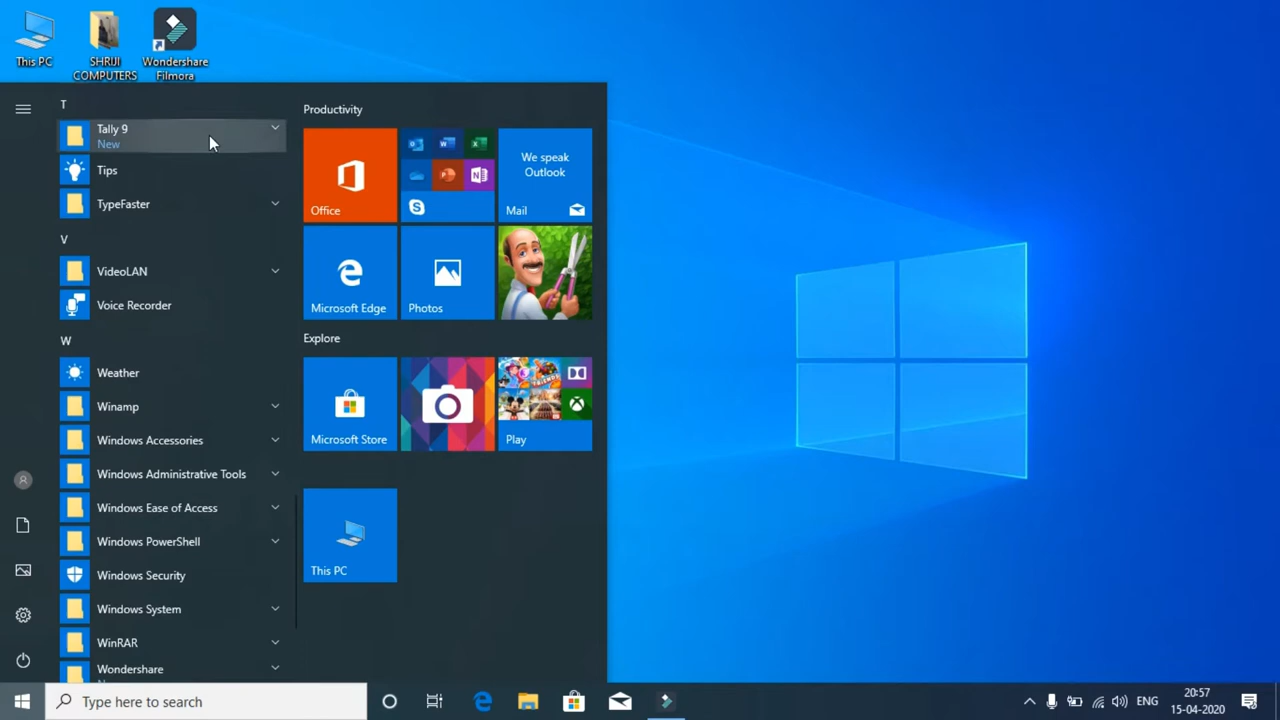 This PC
SHRIJI
COMPUTERS
Wondershare
Filmora
T
Tally 9
New
Tips
TypeFaster
V
VideoLAN
Voice Recorder
W
Weather
Winamp
Windows Accessories
Windows Administrative Tools
Windows Ease of Access
Windows PowerShell
Windows Security
Windows System
WinRAR
Wondershare
Productivity
Office
We speak
Outlook
Mail
Microsoft Edge
Photos
Explore
Microsoft Store
Play
This PC
Type here to search
ENG
20:57
15-04-2020